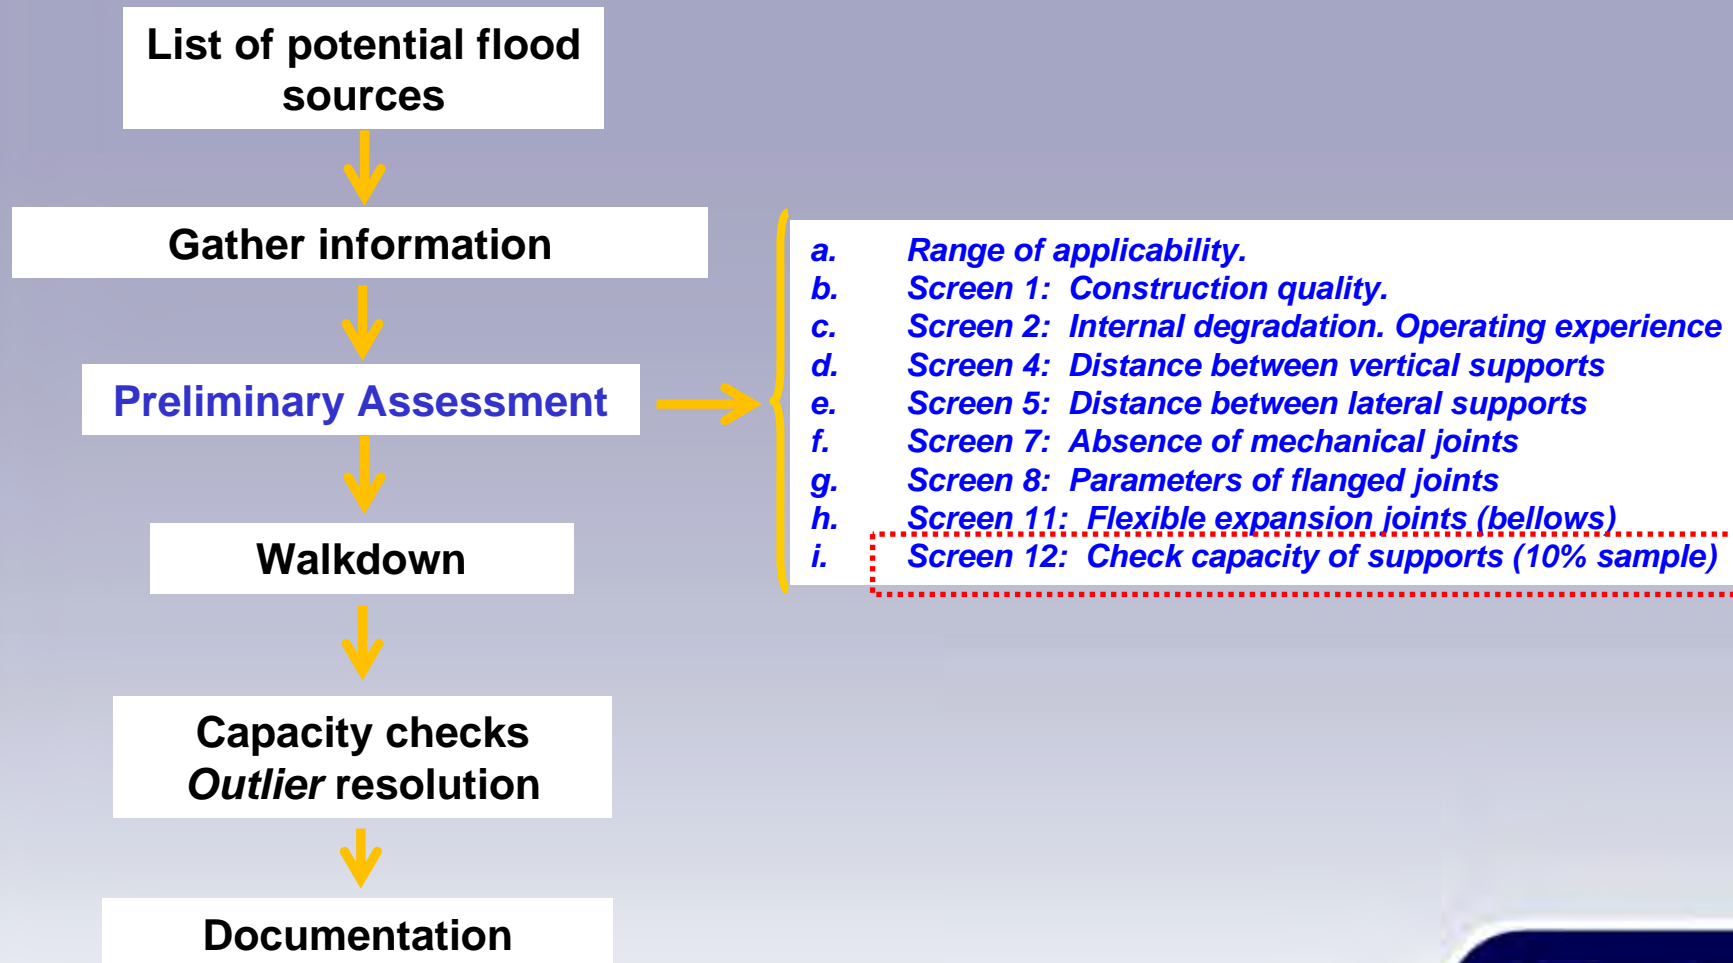 List of potential flood
sources
Gather information
Preliminary Assessment
Walkdown
Capacity checks
Outlier resolution
Documentation
a. Range of applicability.
b. Screen 1: Construction quality.
c. Screen 2: Internal degradation. Operating experience
d. Screen 4: Distance between vertical supports
e. Screen 5: Distance between lateral supports
f. Screen 7: Absence of mechanical joints
g. Screen 8: Parameters of flanged joints
h. Screen 11: Flexible expansion joints (bellows)
i. Screen 12: Check capacity of supports (10% sample)